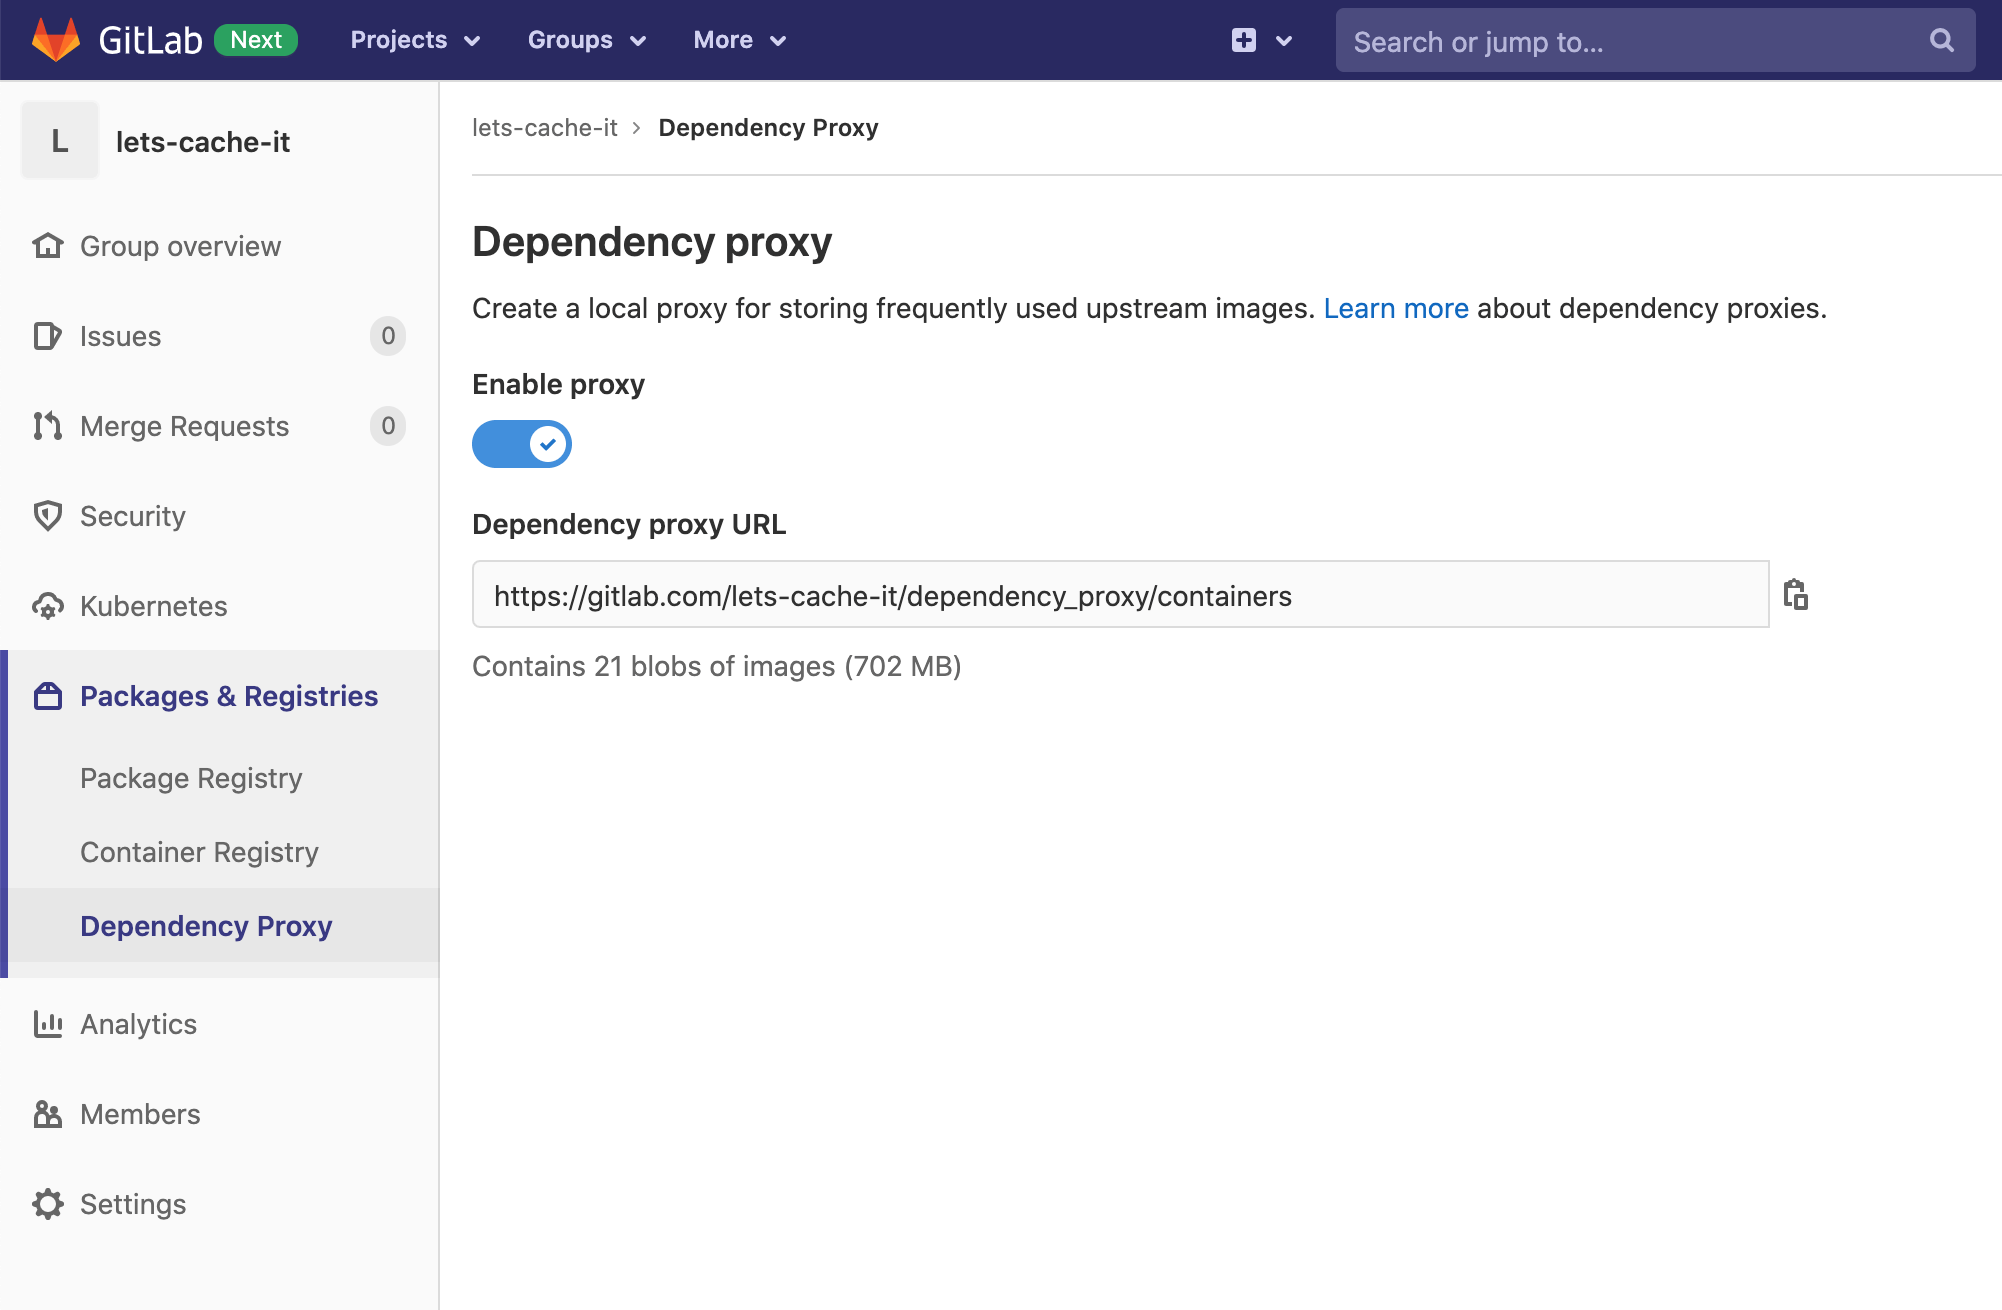 GitLab Next Projects Groups More Search or jump to...
L lets-cache-it
Group overview
Issues 0
Merge Requests 0
Security
Kubernetes
Packages & Registries
Package Registry
Container Registry
Dependency Proxy
Analytics
Members
Settings
lets-cache-it > Dependency Proxy
Dependency proxy
Create a local proxy for storing frequently used upstream images. Learn more about dependency proxies.
Enable proxy
Dependency proxy URL
https://gitlab.com/lets-cache-it/dependency_proxy/containers
Contains 21 blobs of images (702 MB)